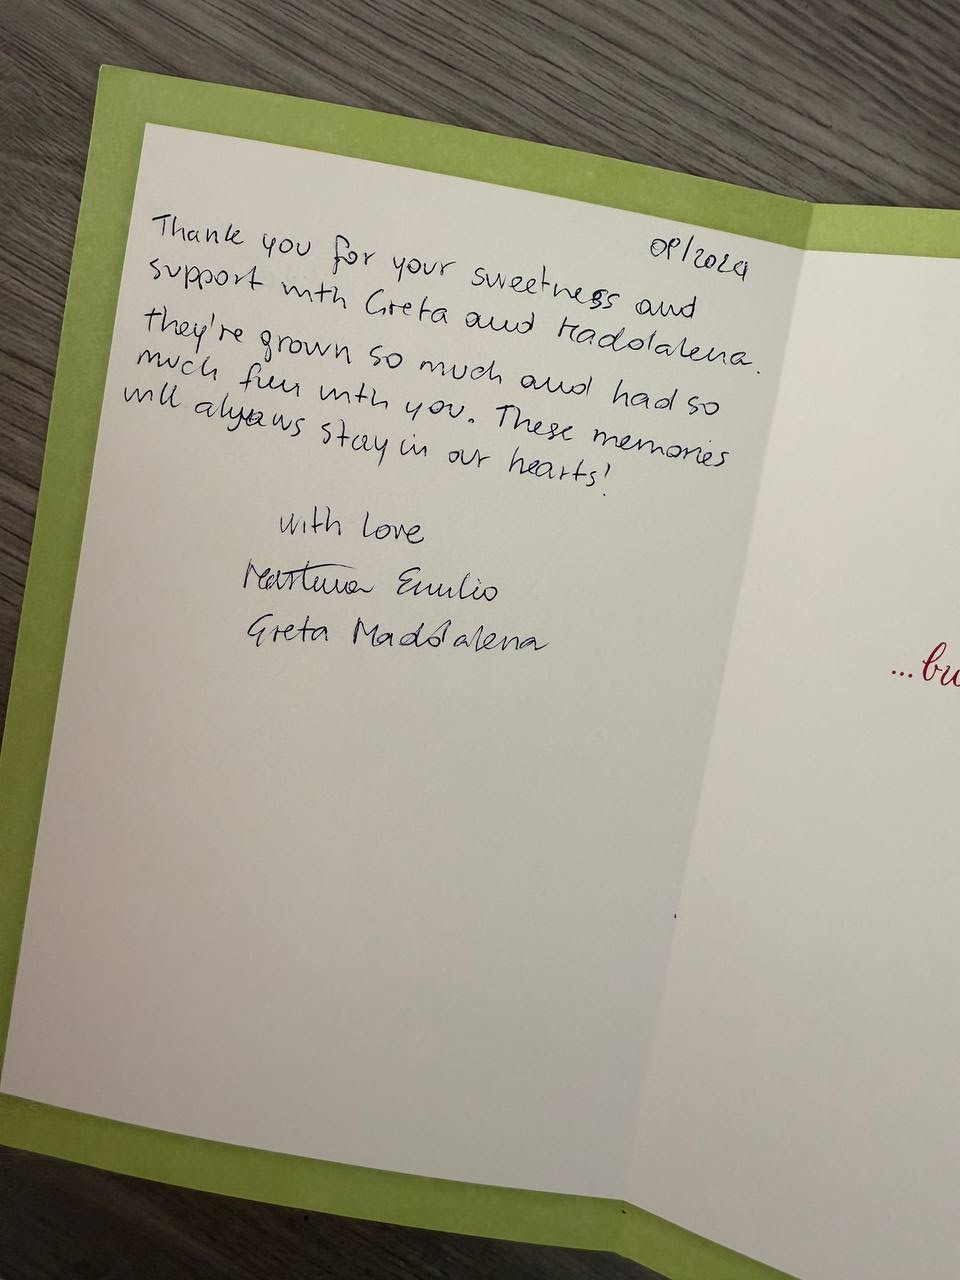 09/2024
Thank you for your sweetness and
support with Greta and Maddalena.
they're grown so much and had so
much fun with you. These memories
will always stay in our hearts!
with love
Martina Emilio
Greta Maddalena
...bu